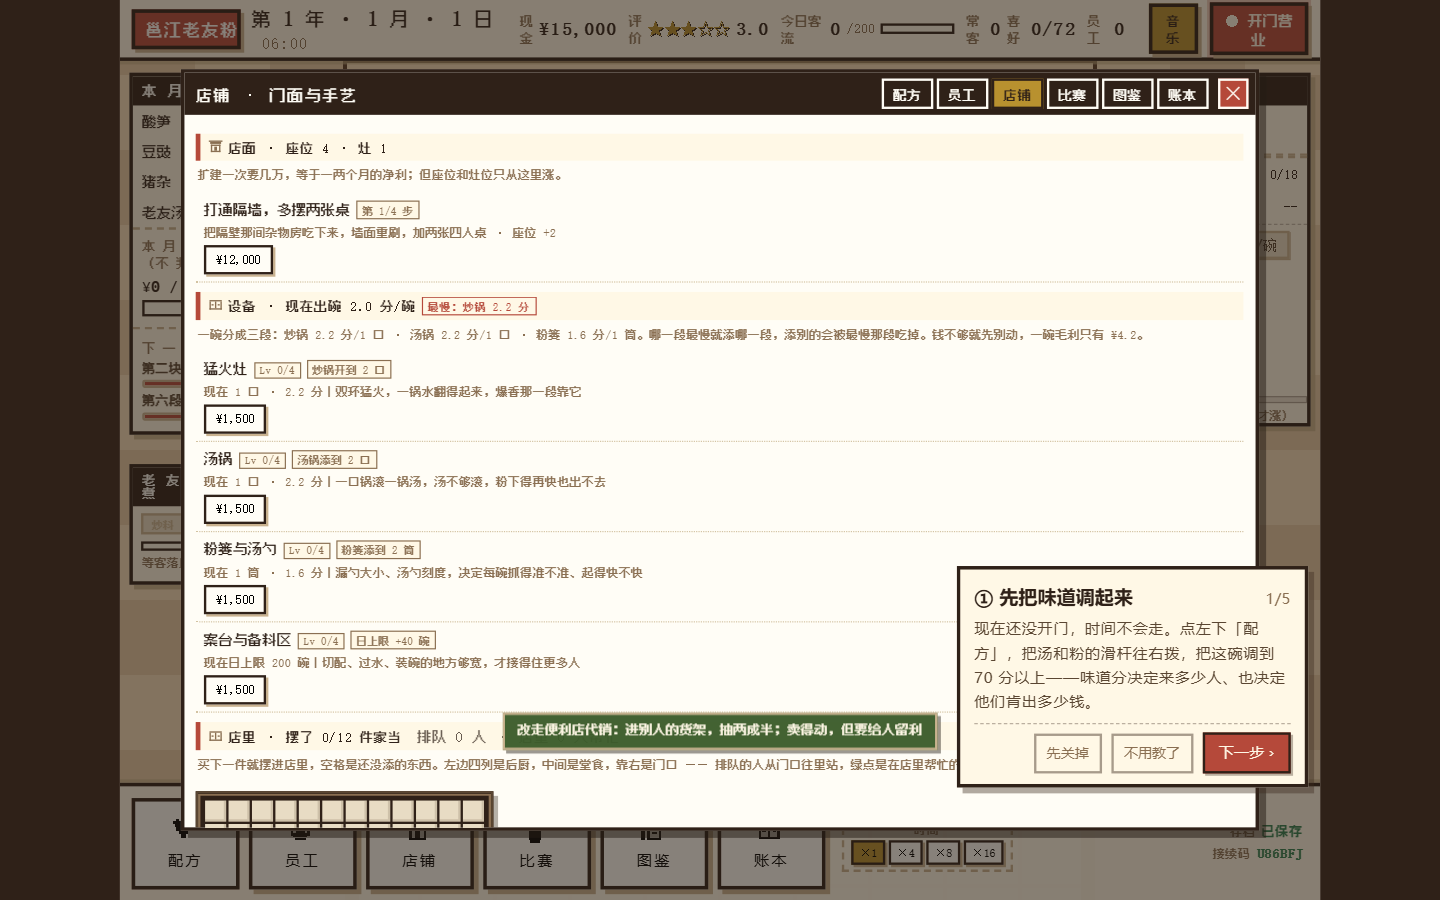 邕江老友粉
第 1 年 · 1 月 · 1 日
06:00
现金 ¥15,000
评价 3.0
今日客流 0 /200
常客 0
喜好 0/72
员工 0
音乐
开门营业
店铺 · 门面与手艺
配方
员工
店铺
比赛
图鉴
账本
本 月
酸笋
豆豉
猪杂
老友汤
本 月
(不
¥0 /
下 一
第二块
第六段
老 友
煮
炒料
等客落
0/18
--
/碗
才涨)
店面 · 座位 4 · 灶 1
扩建一次要几万，等于一两个月的净利；但座位和灶位只从这里涨。
打通隔墙，多摆两张桌 第 1/4 步
把隔壁那间杂物房吃下来，墙面重刷，加两张四人桌 · 座位 +2
¥12,000
设备 · 现在出碗 2.0 分/碗 最慢：炒锅 2.2 分
一碗分成三段：炒锅 2.2 分/1 口 · 汤锅 2.2 分/1 口 · 粉篓 1.6 分/1 筒。哪一段最慢就添哪一段，添别的会被最慢那段吃掉。钱不够就先别动，一碗毛利只有 ¥4.2。
猛火灶 Lv 0/4 炒锅开到 2 口
现在 1 口 · 2.2 分丨双环猛火，一锅水翻得起来，爆香那一段靠它
¥1,500
汤锅 Lv 0/4 汤锅添到 2 口
现在 1 口 · 2.2 分丨一口锅滚一锅汤，汤不够滚，粉下得再快也出不去
¥1,500
粉篓与汤勺 Lv 0/4 粉篓添到 2 筒
现在 1 筒 · 1.6 分丨漏勺大小、汤勺刻度，决定每碗抓得准不准、起得快不快
¥1,500
案台与备料区 Lv 0/4 日上限 +40 碗
现在日上限 200 碗丨切配、过水、装碗的地方够宽，才接得住更多人
¥1,500
店里 · 摆了 0/12 件家当 排队 0 人
改走便利店代销：进别人的货架，抽两成半；卖得动，但要给人留利
买下一件就摆进店里，空格是还没添的东西。左边四列是后厨，中间是堂食，靠右是门口 —— 排队的人从门口往里站，绿点是在店里帮忙的
① 先把味道调起来
1/5
现在还没开门，时间不会走。点左下「配
方」，把汤和粉的滑杆往右拨，把这碗调到
70 分以上——味道分决定来多少人、也决定
他们肯出多少钱。
先关掉
不用教了
下一步 ›
配方
员工
店铺
比赛
图鉴
账本
×1
×4
×8
×16
已保存
接续码 U86BFJ